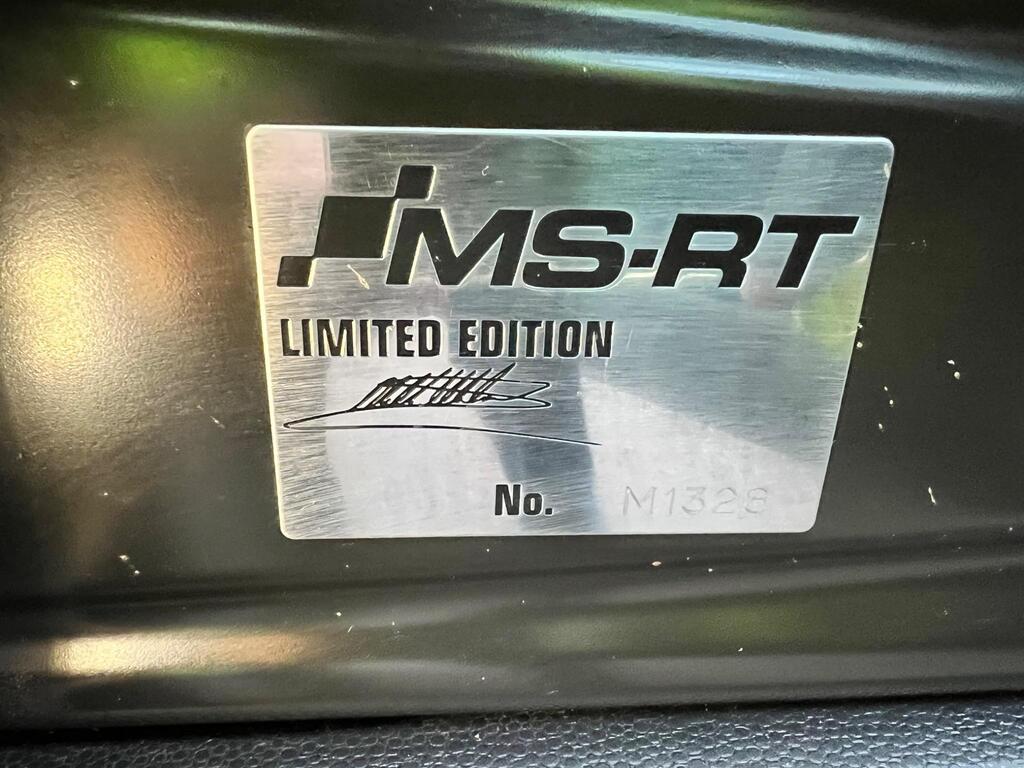 MS-RT
LIMITED EDITION
No. M1328